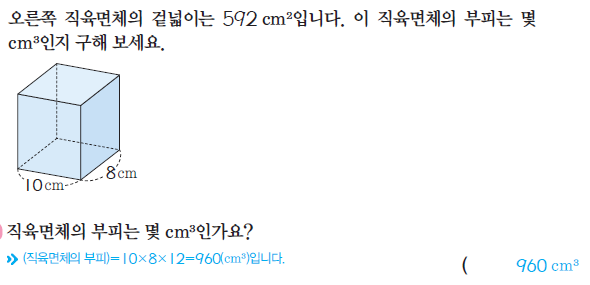 오른쪽 직육면체의 겉넓이는 592 cm²입니다. 이 직육면체의 부피는 몇
cm³인지 구해 보세요.
8cm
10cm
직육면체의 부피는 몇 cm³인가요?
(직육면체의 부피)=10×8×12=960(cm³)입니다.
( 960 cm³